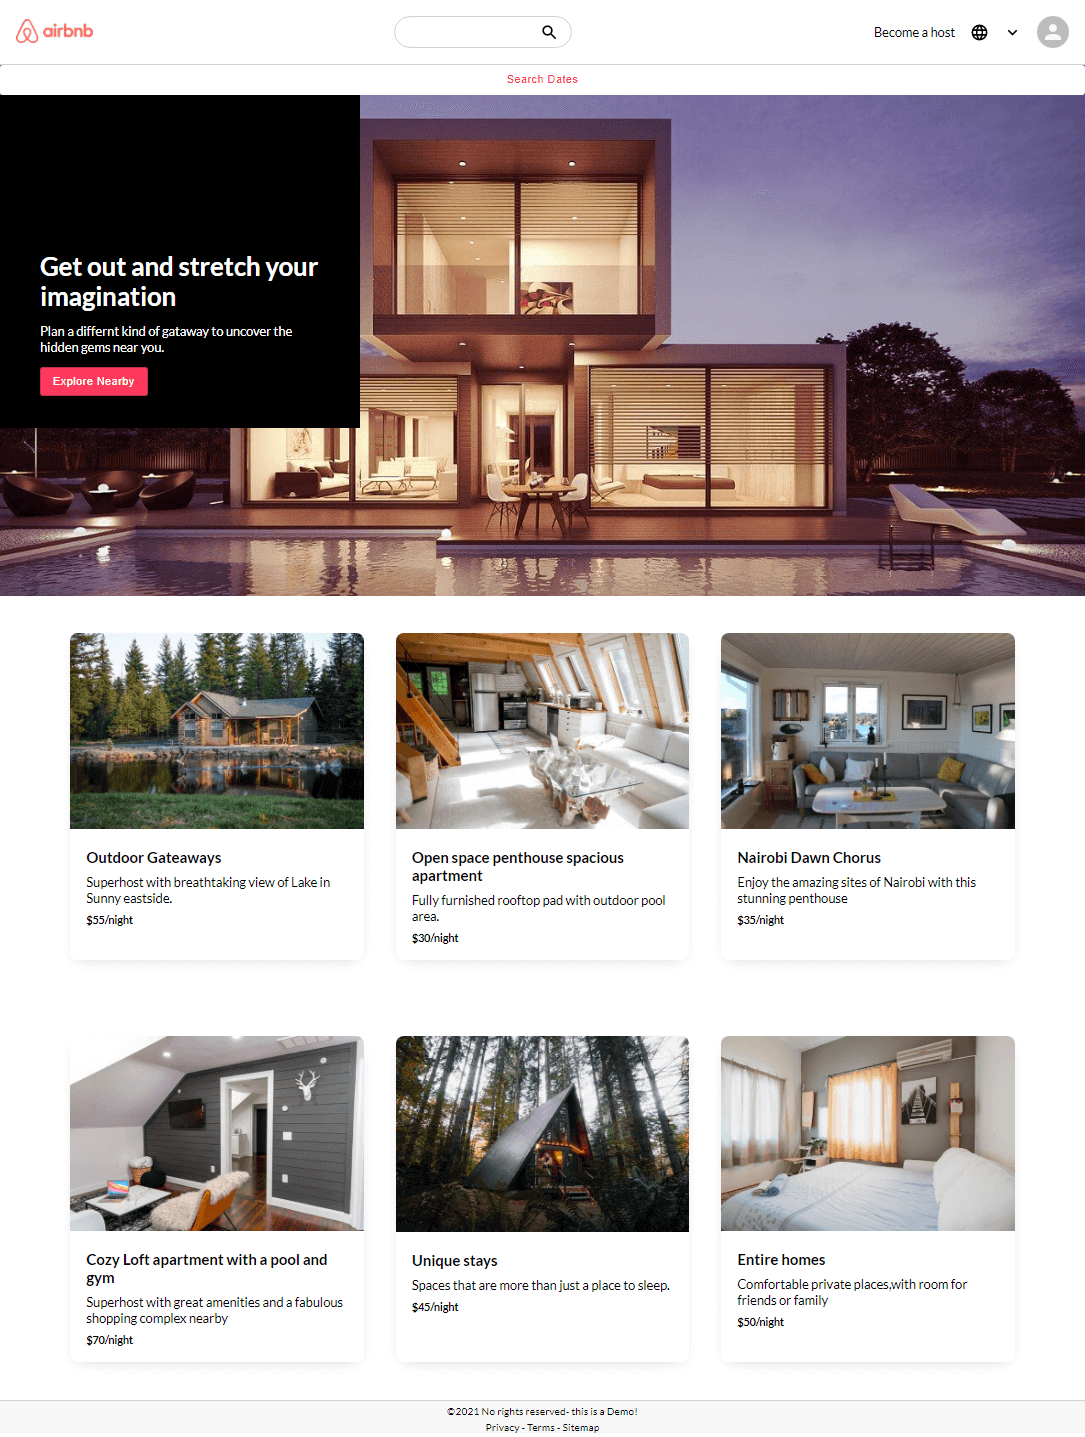 airbnb
Become a host
Search Dates
Get out and stretch your
imagination
Plan a differnt kind of gataway to uncover the
hidden gems near you.
Explore Nearby
Outdoor Gateaways
Superhost with breathtaking view of Lake in
Sunny eastside.
$55/night
Open space penthouse spacious
apartment
Fully furnished rooftop pad with outdoor pool
area.
$30/night
Nairobi Dawn Chorus
Enjoy the amazing sites of Nairobi with this
stunning penthouse
$35/night
Cozy Loft apartment with a pool and
gym
Superhost with great amenities and a fabulous
shopping complex nearby
$70/night
Unique stays
Spaces that are more than just a place to sleep.
$45/night
Entire homes
Comfortable private places,with room for
friends or family
$50/night
©2021 No rights reserved- this is a Demo!
Privacy - Terms - Sitemap